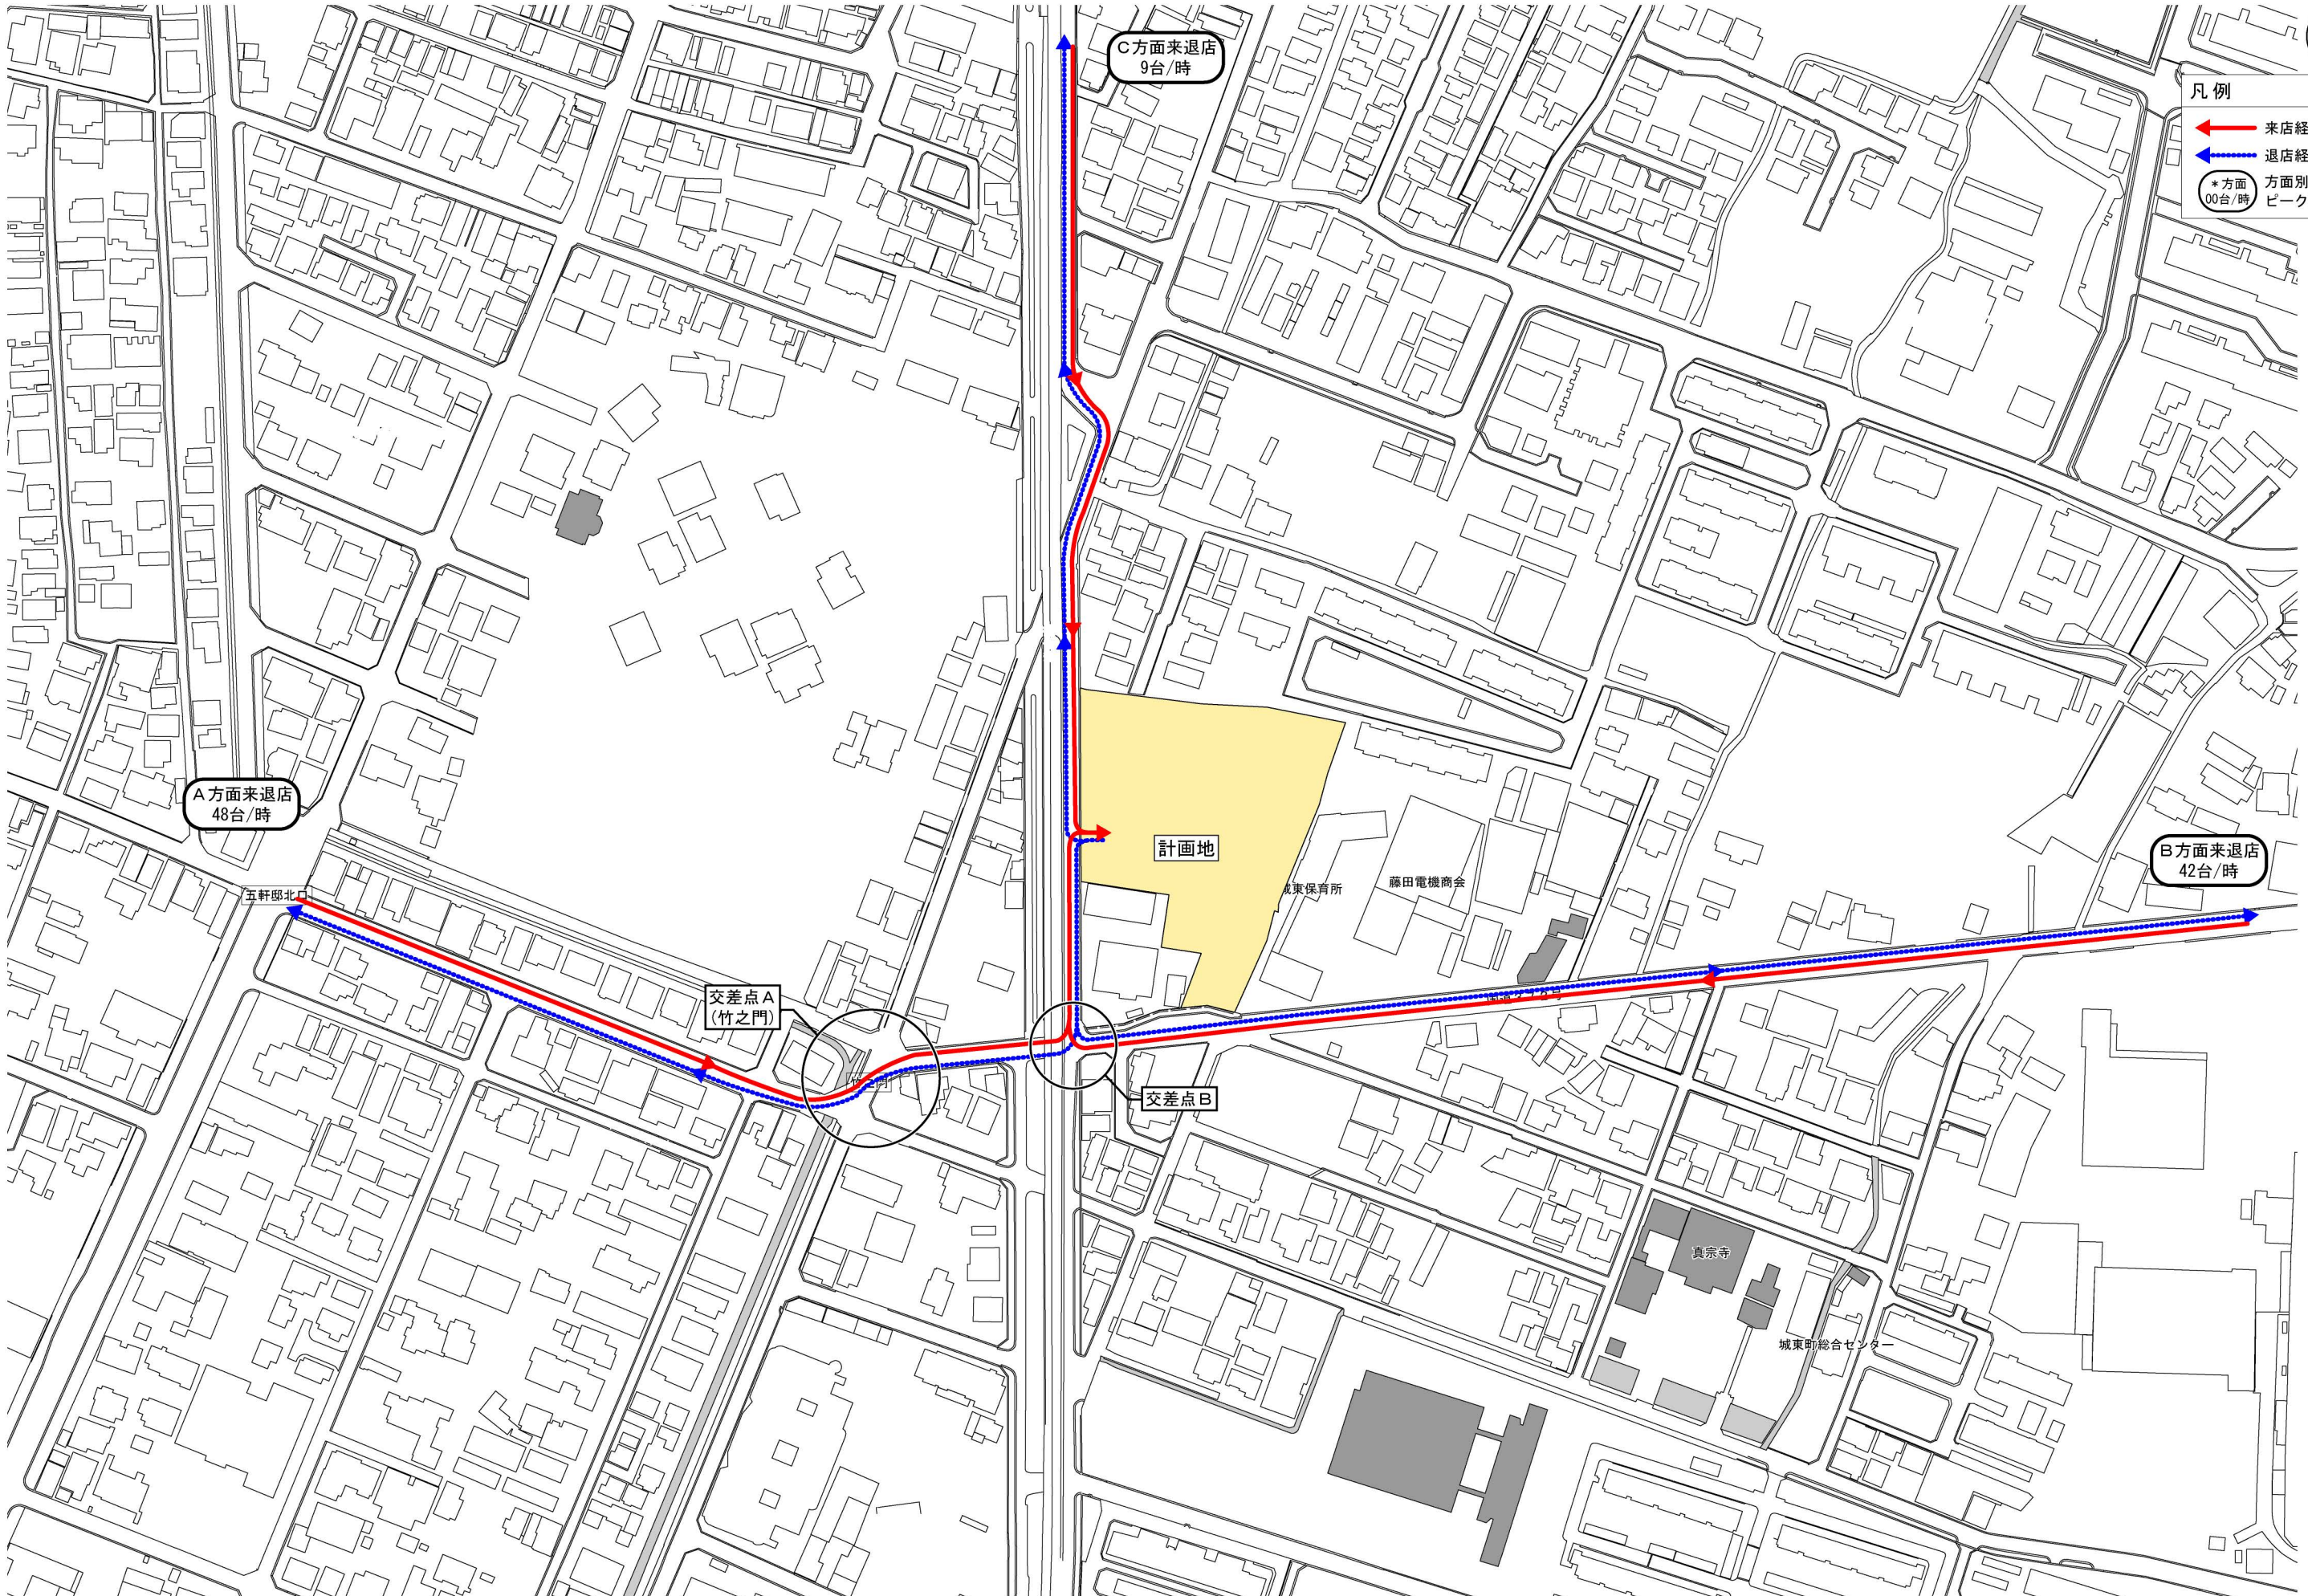 C方面来退店
9台/時
凡例
来店経
退店経
*方面
00台/時
方面別
ピーク
A方面来退店
48台/時
計画地
城東保育所
藤田電機商会
B方面来退店
42台/時
五軒邸北口
交差点A
(竹之門)
交差点B
真宗寺
城東町総合センター